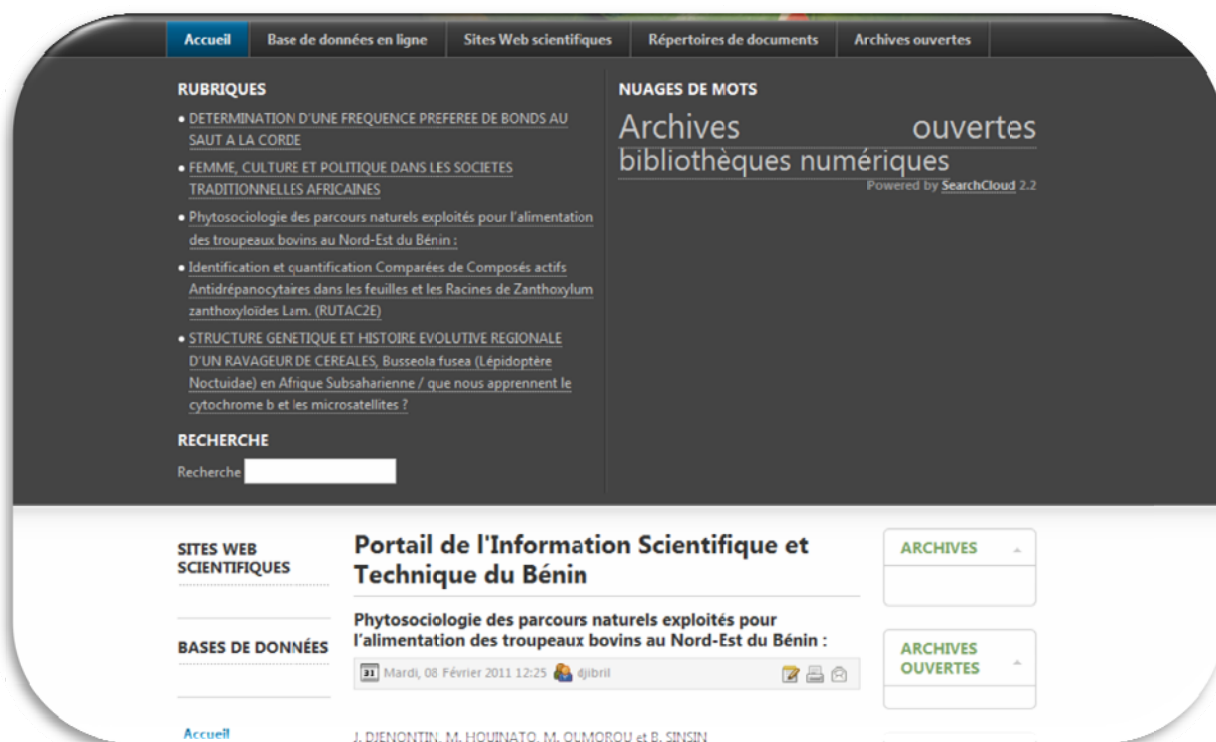 Accueil Base de données en ligne Sites Web scientifiques Répertoires de documents Archives ouvertes
RUBRIQUES
• DETERMINATION D'UNE FREQUENCE PREFEREE DE BONDS AU
SAUT A LA CORDE
• FEMME, CULTURE ET POLITIQUE DANS LES SOCIETES
TRADITIONNELLES AFRICAINES
• Phytosociologie des parcours naturels exploités pour l'alimentation
des troupeaux bovins au Nord-Est du Bénin :
• Identification et quantification Comparées de Composés actifs
Antidrépanocytaires dans les feuilles et les Racines de Zanthoxylum
zanthoxyloïdes Lam. (RUTAC2E)
• STRUCTURE GENETIQUE ET HISTOIRE EVOLUTIVE REGIONALE
D'UN RAVAGEUR DE CEREALES, Busseola fusea (Lépidoptère
Noctuidae) en Afrique Subsaharienne / que nous apprennent le
cytochrome b et les microsatellites ?
RECHERCHE
Recherche
NUAGES DE MOTS
Archives ouvertes
bibliothèques numériques
Powered by SearchCloud 2.2
SITES WEB
SCIENTIFIQUES
BASES DE DONNÉES
Accueil
Portail de l'Information Scientifique et
Technique du Bénin
Phytosociologie des parcours naturels exploités pour
l'alimentation des troupeaux bovins au Nord-Est du Bénin :
31 Mardi, 08 Février 2011 12:25 djibril
J. DJENONTIN, M. HOUINATO, M. OLMOROU et B. SINSIN
ARCHIVES
ARCHIVES
OUVERTES